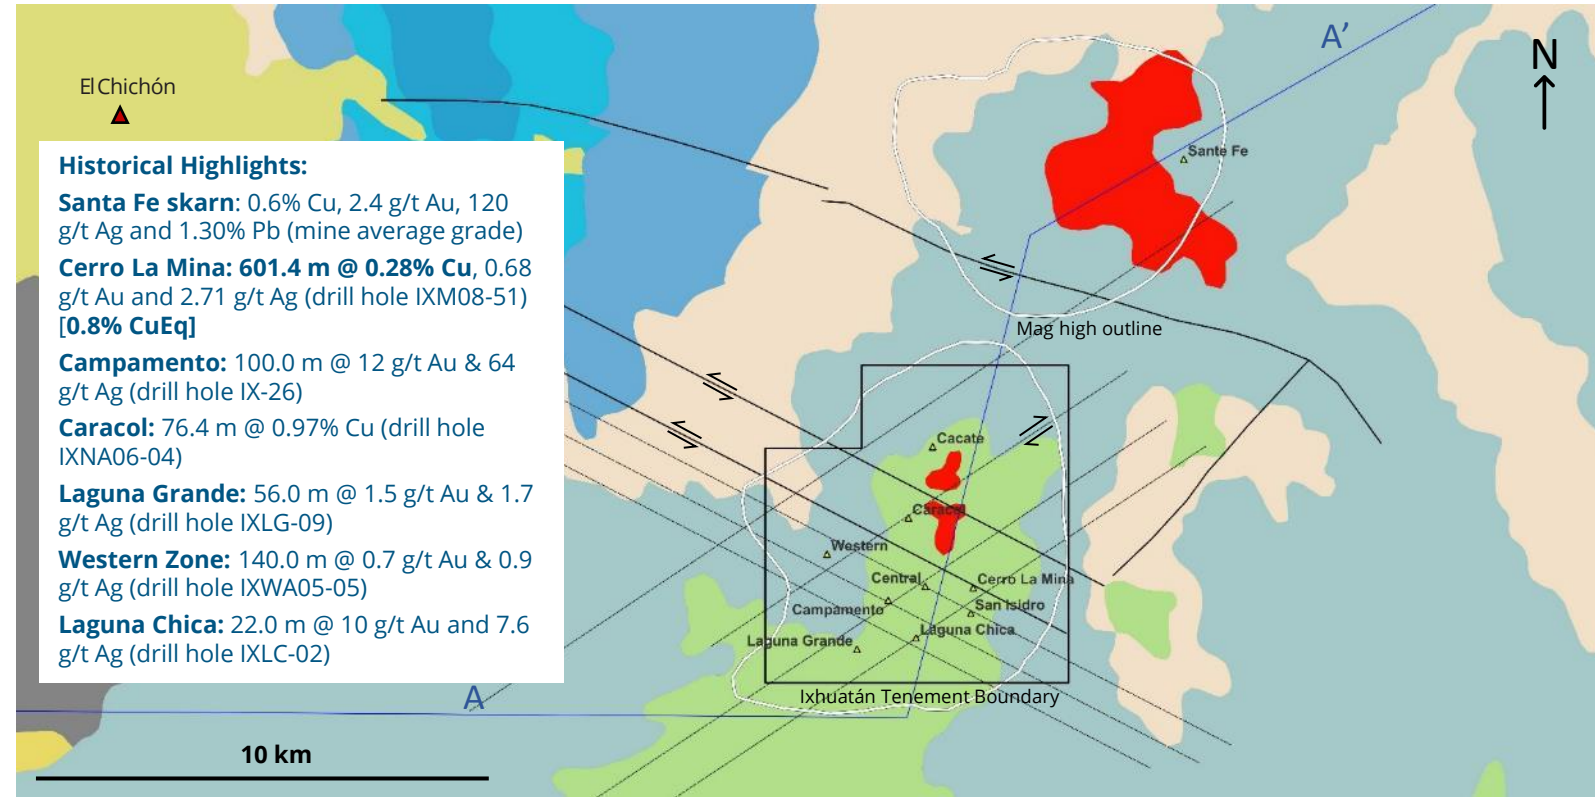 A’
N
El Chichón
Historical Highlights:
Santa Fe skarn: 0.6% Cu, 2.4 g/t Au, 120
g/t Ag and 1.30% Pb (mine average grade)
Cerro La Mina: 601.4 m @ 0.28% Cu, 0.68
g/t Au and 2.71 g/t Ag (drill hole IXM08-51)
[0.8% CuEq]
Campamento: 100.0 m @ 12 g/t Au & 64
g/t Ag (drill hole IX-26)
Caracol: 76.4 m @ 0.97% Cu (drill hole
IXNA06-04)
Laguna Grande: 56.0 m @ 1.5 g/t Au & 1.7
g/t Ag (drill hole IXLG-09)
Western Zone: 140.0 m @ 0.7 g/t Au & 0.9
g/t Ag (drill hole IXWA05-05)
Laguna Chica: 22.0 m @ 10 g/t Au and 7.6
g/t Ag (drill hole IXLC-02)
Sante Fe
Mag high outline
Cacate
Caracol
Western
Central
Cerro La Mina
Campamento
San Isidro
Laguna Chica
Laguna Grande
Ixhuatán Tenement Boundary
A
10 km